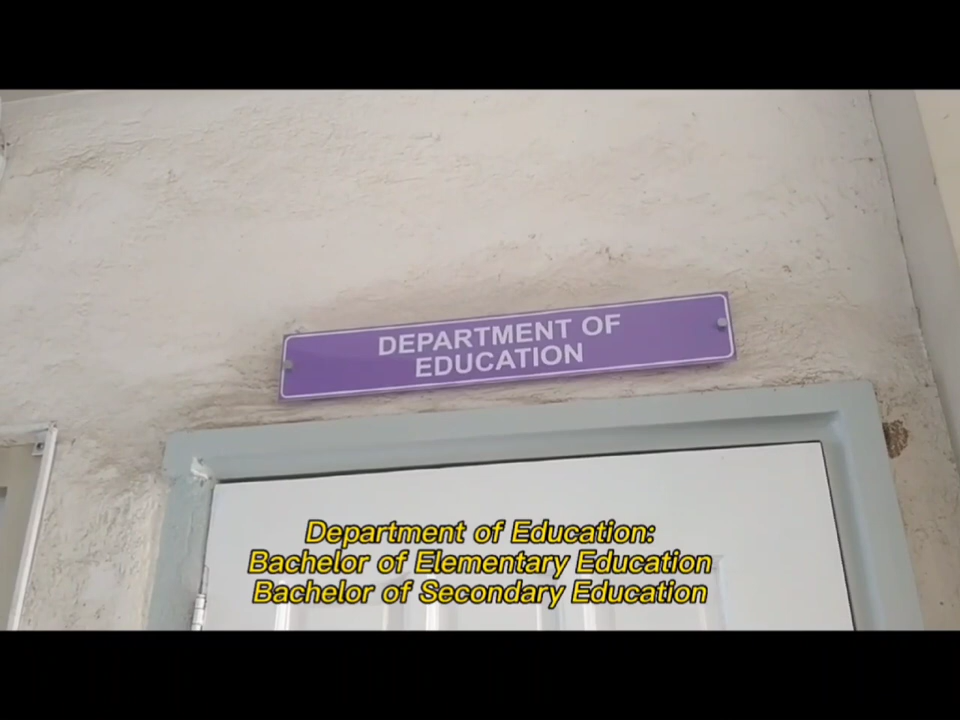 DEPARTMENT OF
EDUCATION
Department of Education:
Bachelor of Elementary Education
Bachelor of Secondary Education